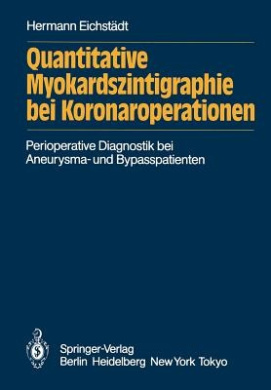 Hermann Eichstädt
Quantitative
Myokardszintigraphie
bei Koronaroperationen
Perioperative Diagnostik bei
Aneurysma- und Bypasspatienten
Springer-Verlag
Berlin Heidelberg New York Tokyo